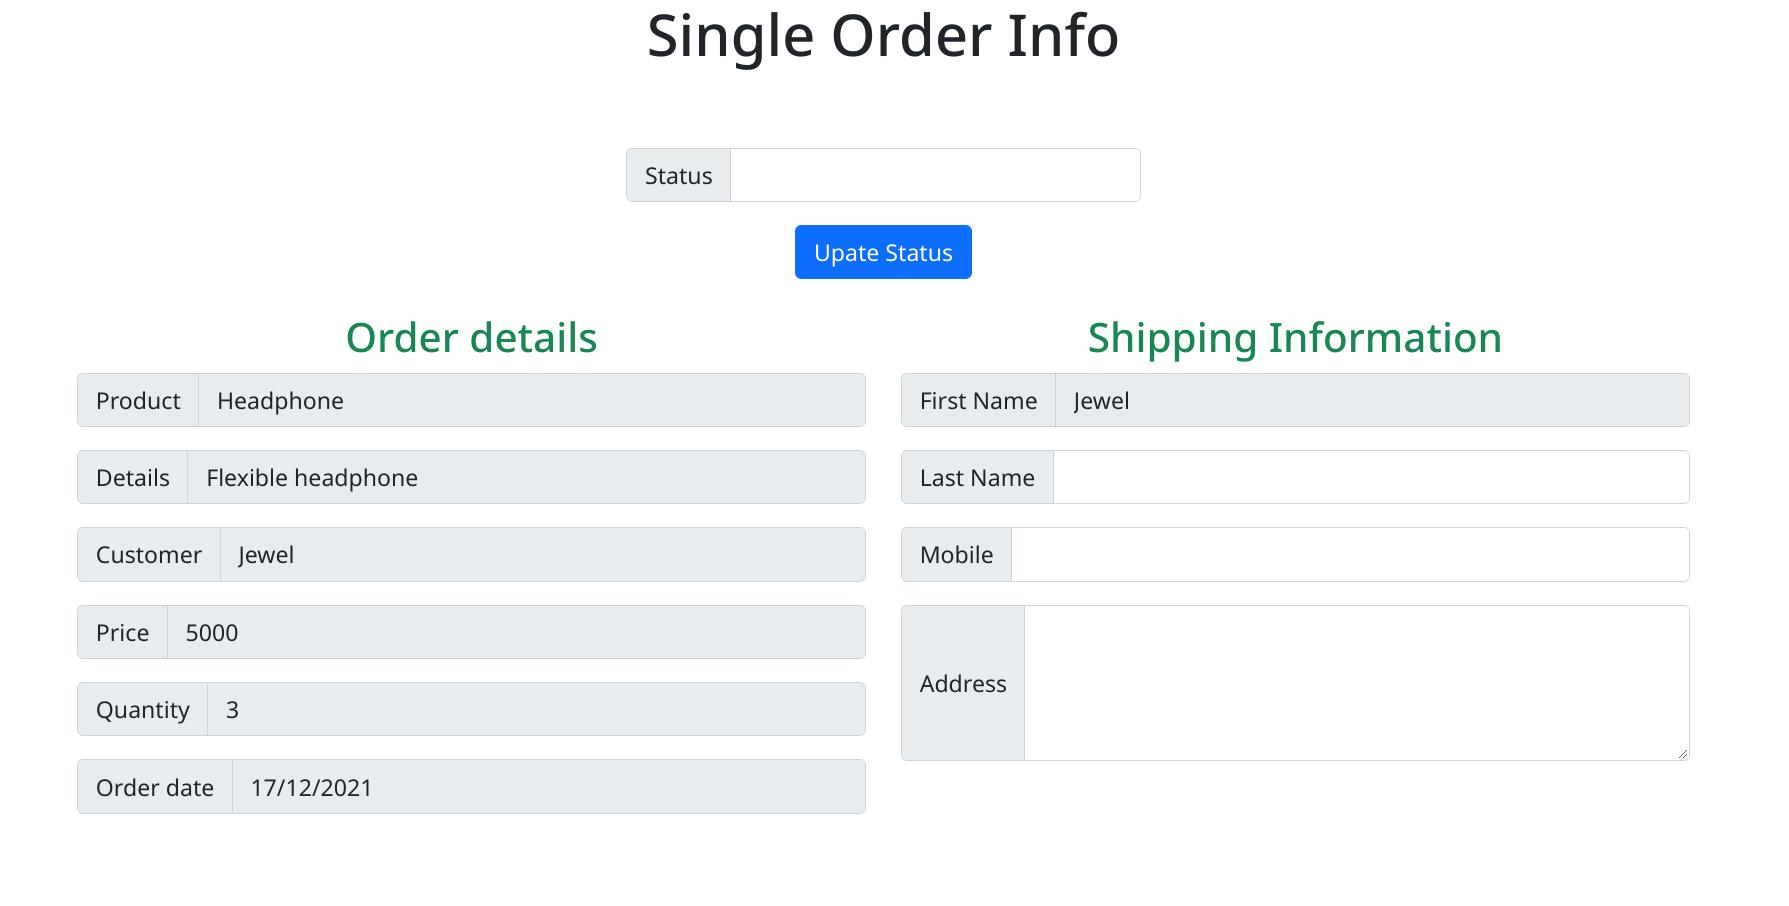 Single Order Info
Status
Upate Status
Order details
Product Headphone
Details Flexible headphone
Customer Jewel
Price 5000
Quantity 3
Order date 17/12/2021
Shipping Information
First Name Jewel
Last Name
Mobile
Address